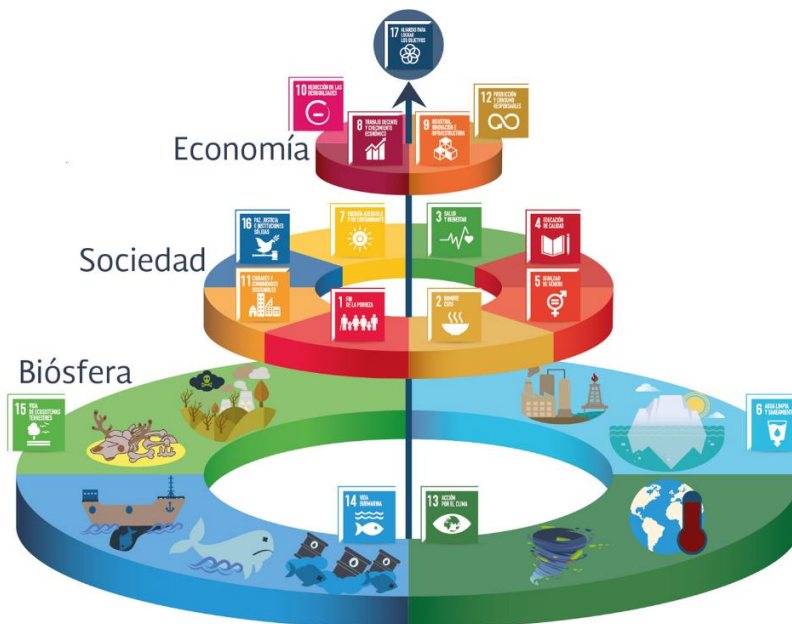 17 ALIANZAS PARA
LOGRAR
LOS OBJETIVOS
10 REDUCCIÓN DE LAS
DESIGUALDADES
12 PRODUCCIÓN
Y CONSUMO
RESPONSABLES
8 TRABAJO DECENTE
Y CRECIMIENTO
ECONÓMICO
9 INDUSTRIA,
INNOVACIÓN E
INFRAESTRUCTURA
Economía
16 PAZ, JUSTICIA
E INSTITUCIONES
SÓLIDAS
7 ENERGÍA ASEQUIBLE
Y NO CONTAMINANTE
3 SALUD
Y BIENESTAR
4 EDUCACIÓN
DE CALIDAD
Sociedad
11 CIUDADES Y
COMUNIDADES
SOSTENIBLES
1 FIN
DE LA POBREZA
2 HAMBRE
CERO
5 IGUALDAD
DE GÉNERO
Biósfera
15 VIDA
DE ECOSISTEMAS
TERRESTRES
6 AGUA LIMPIA
Y SANEAMIENTO
14 VIDA
SUBMARINA
13 ACCIÓN
POR EL CLIMA